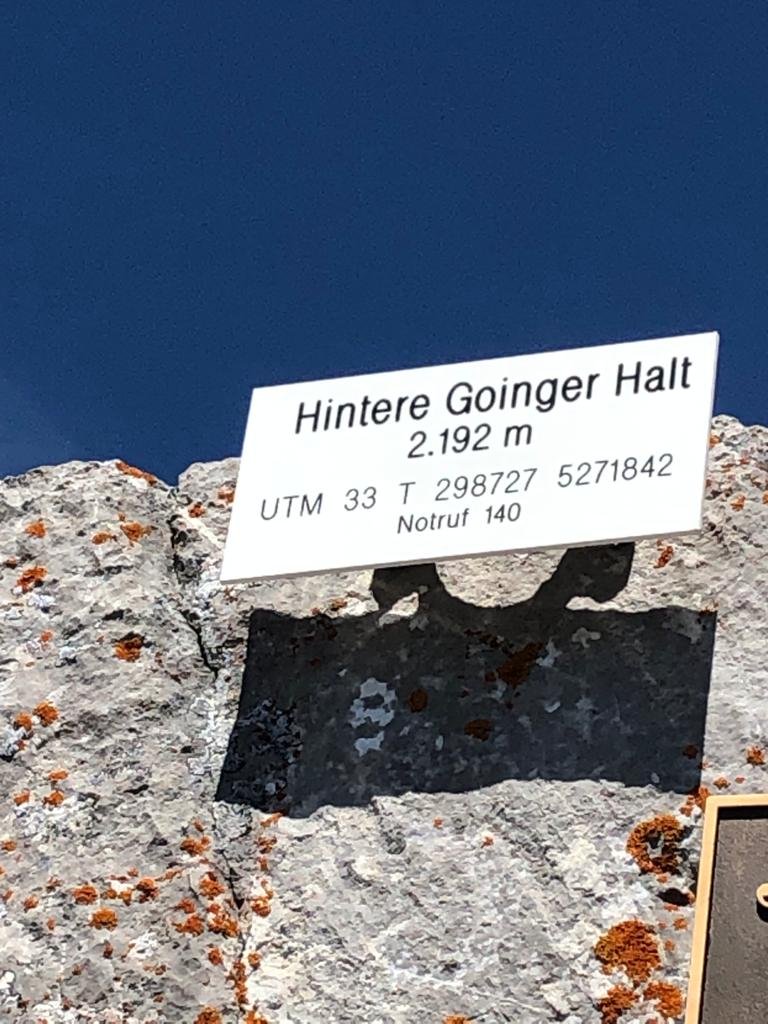 Hintere Goinger Halt
2.192 m
UTM 33 T 298727 5271842
Notruf 140